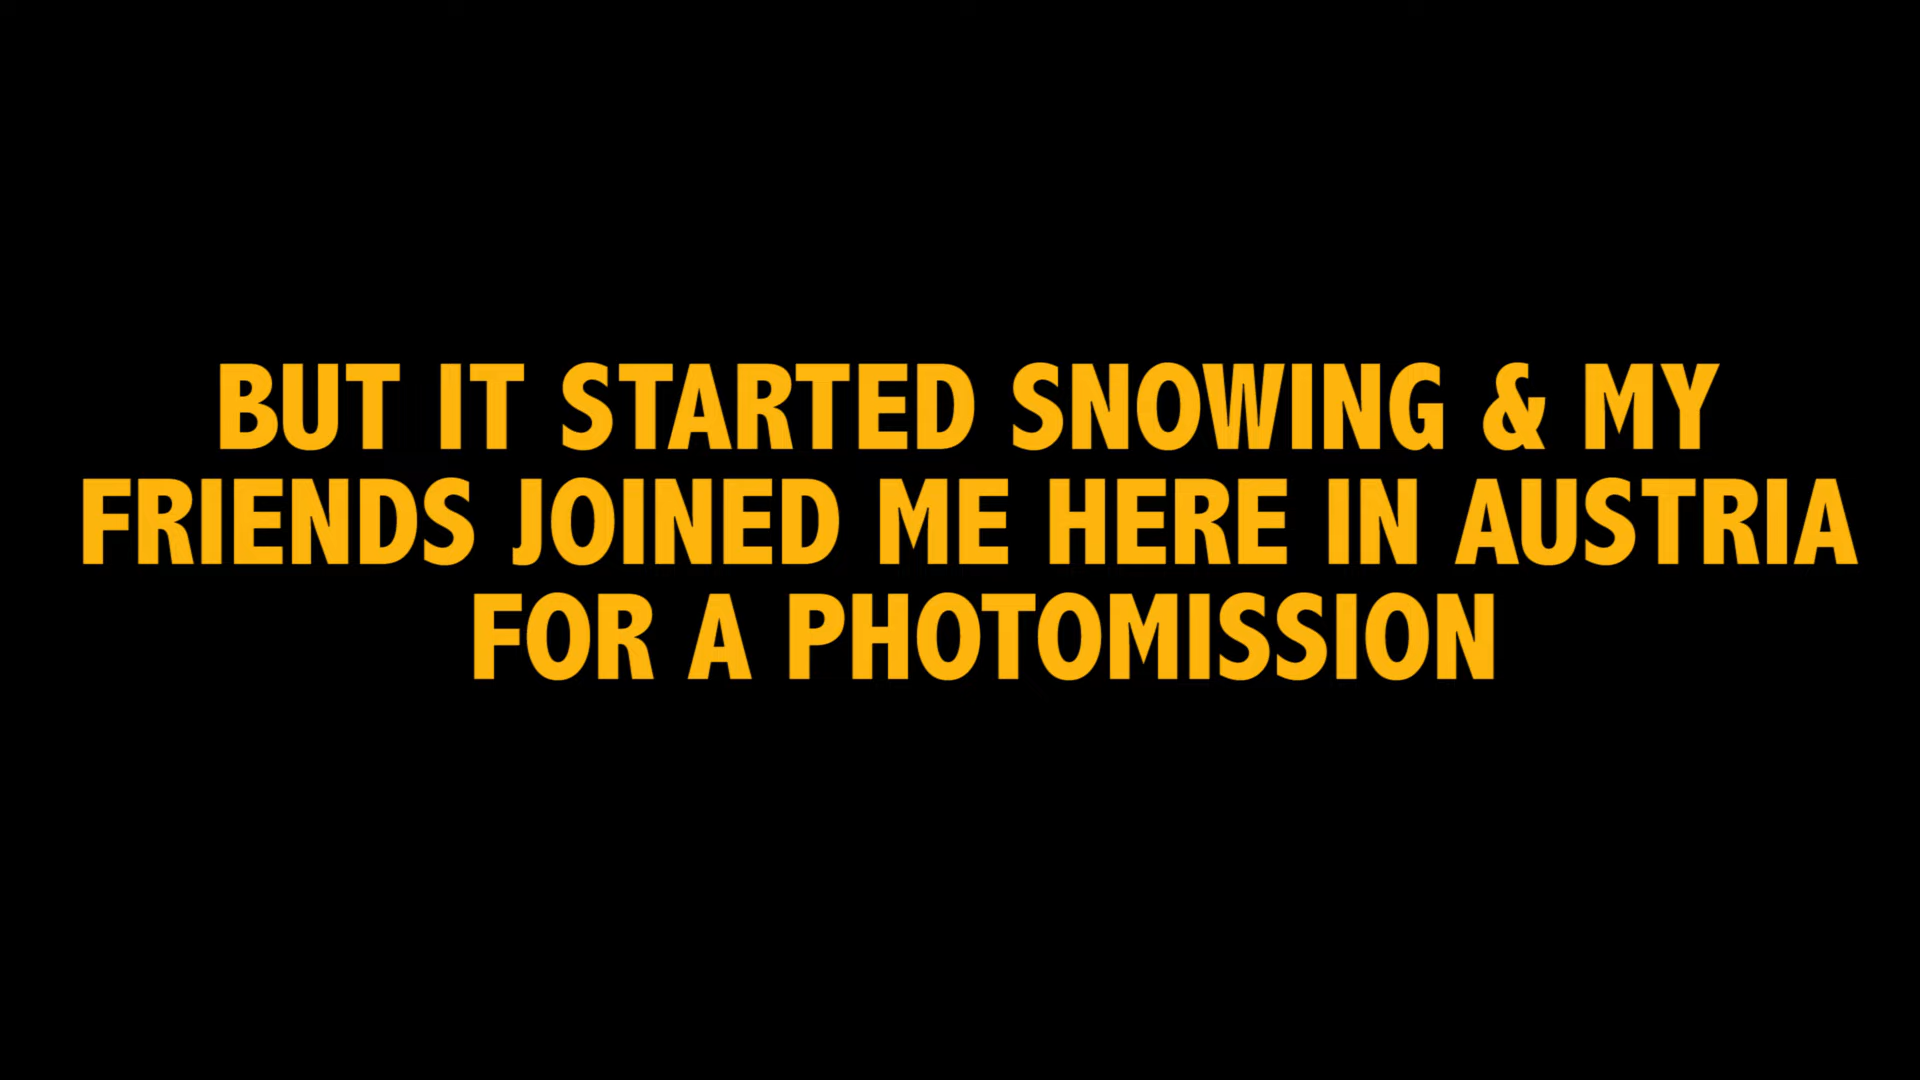 BUT IT STARTED SNOWING & MY
FRIENDS JOINED ME HERE IN AUSTRIA
FOR A PHOTOMISSION